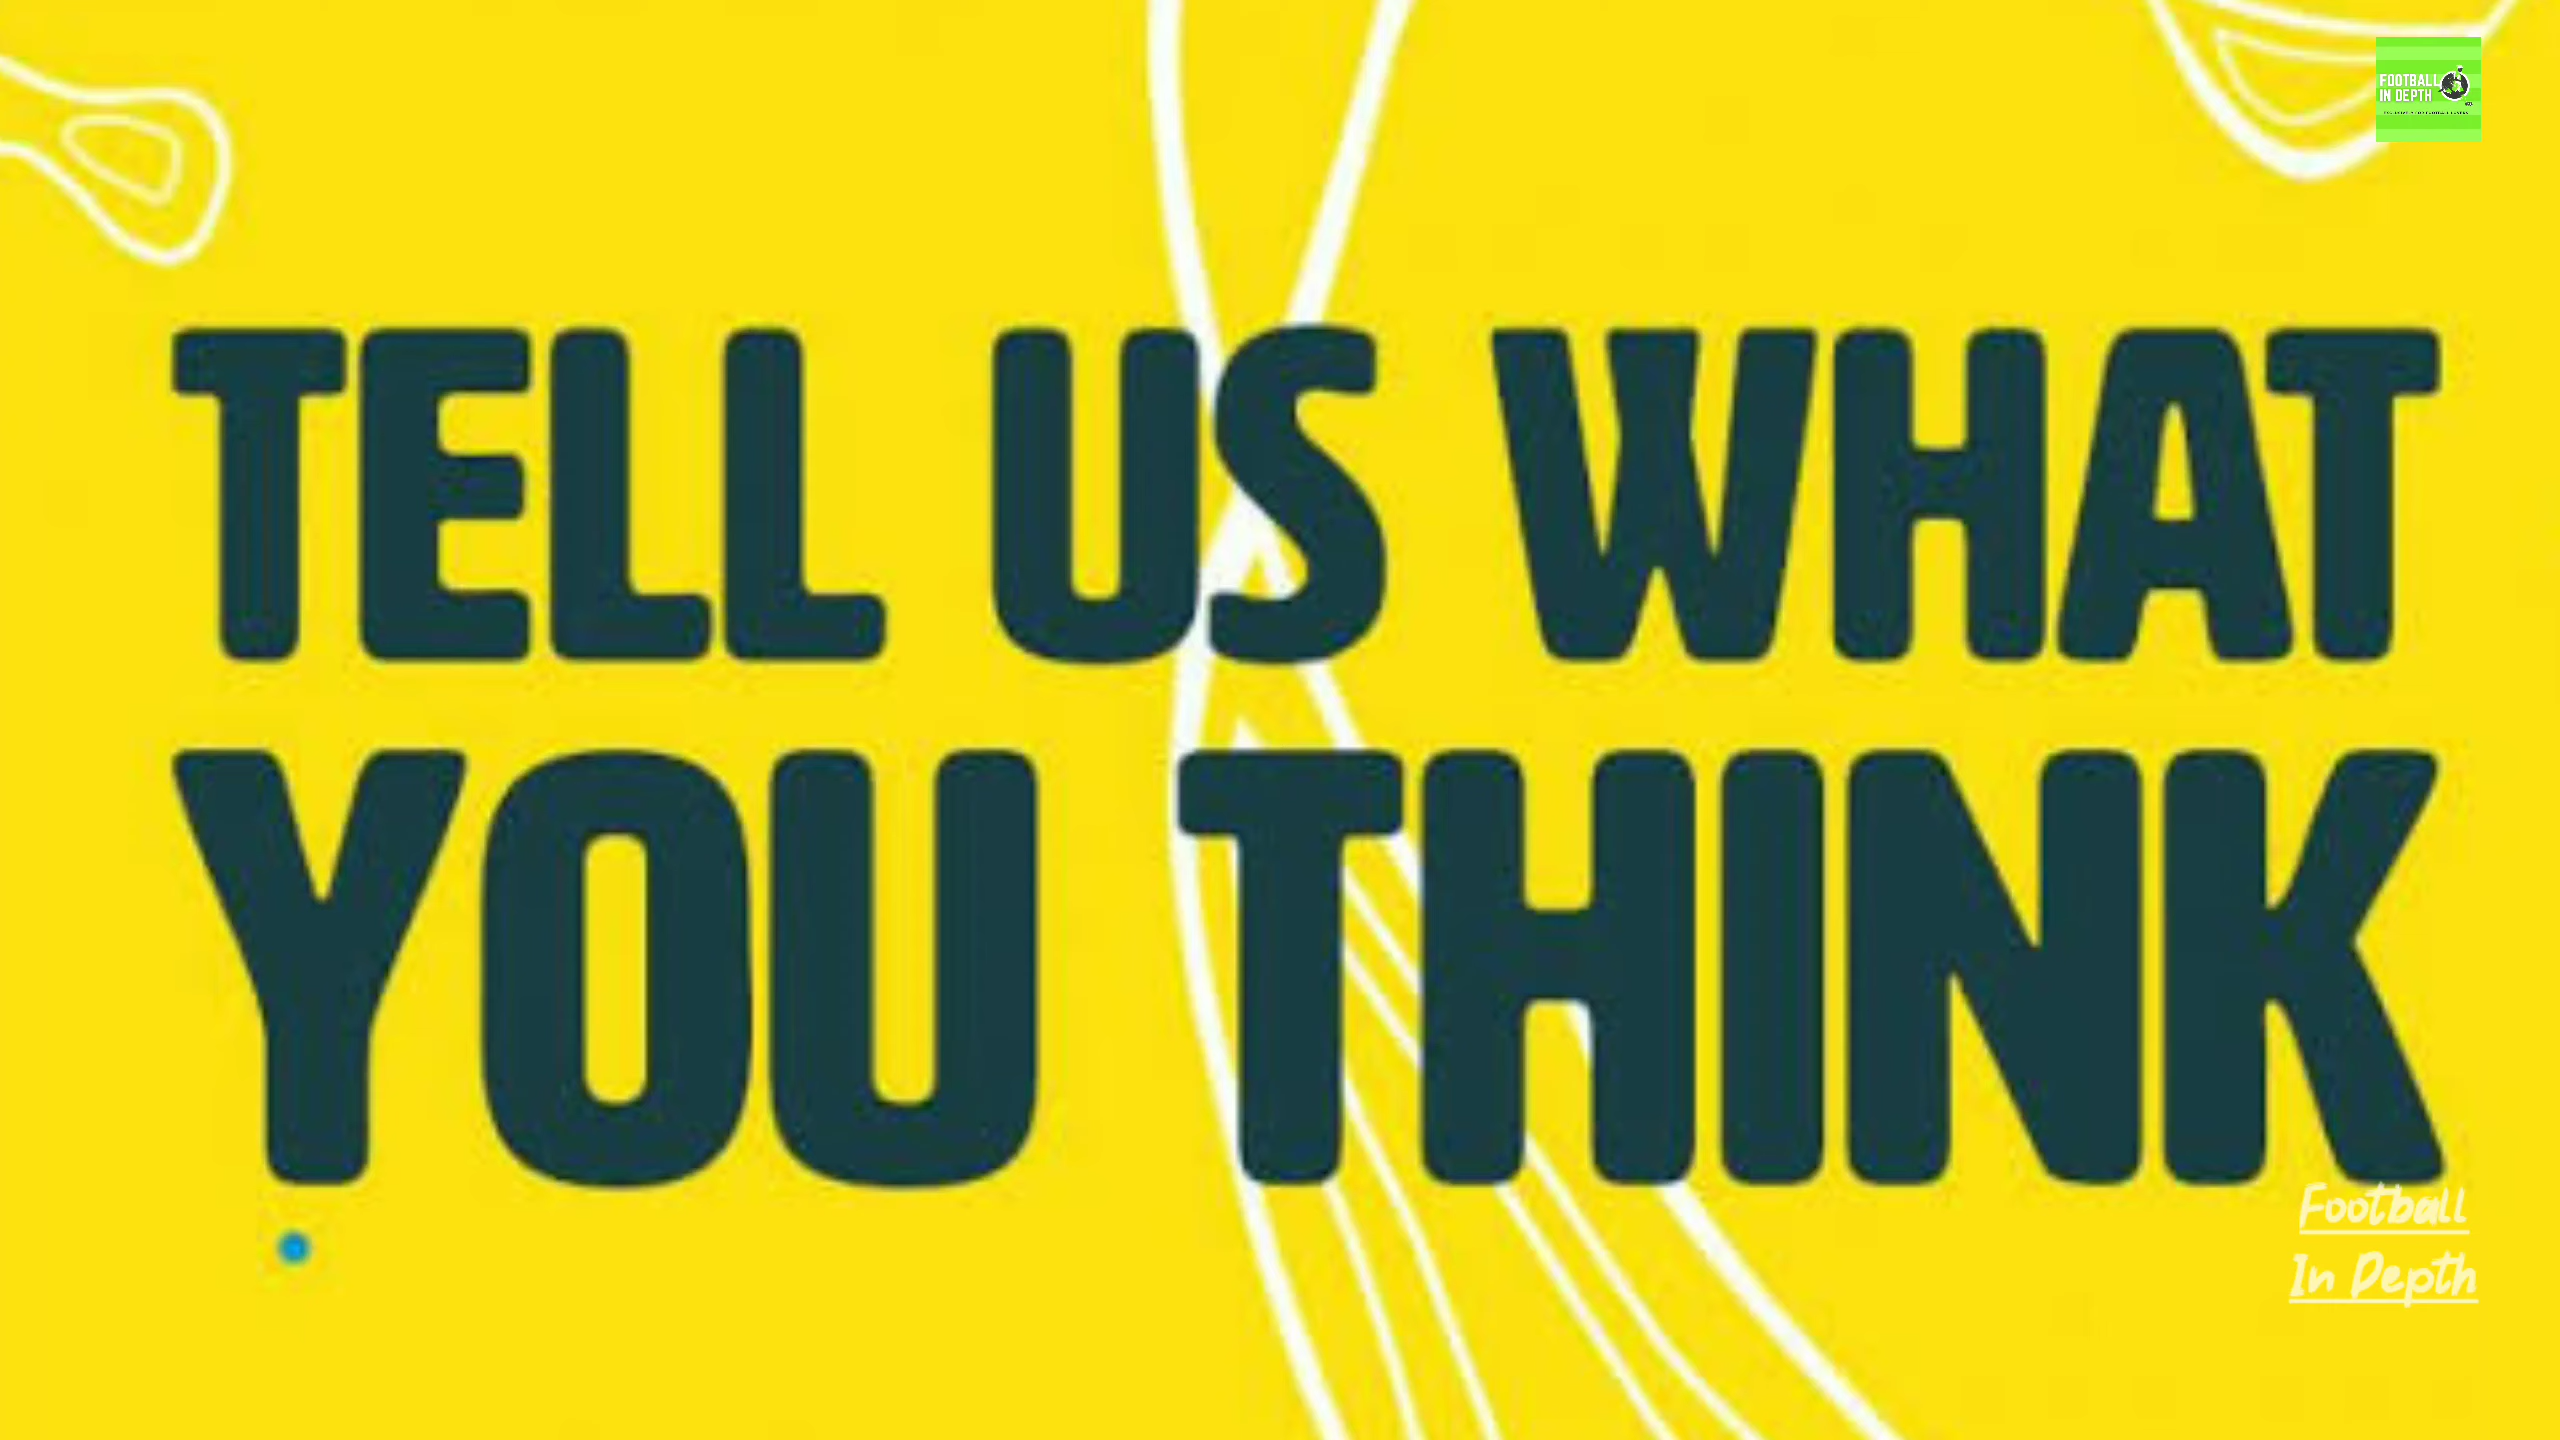 FOOTBALL
IN DEPTH
TELL US WHAT
YOU THINK
Football
In Depth